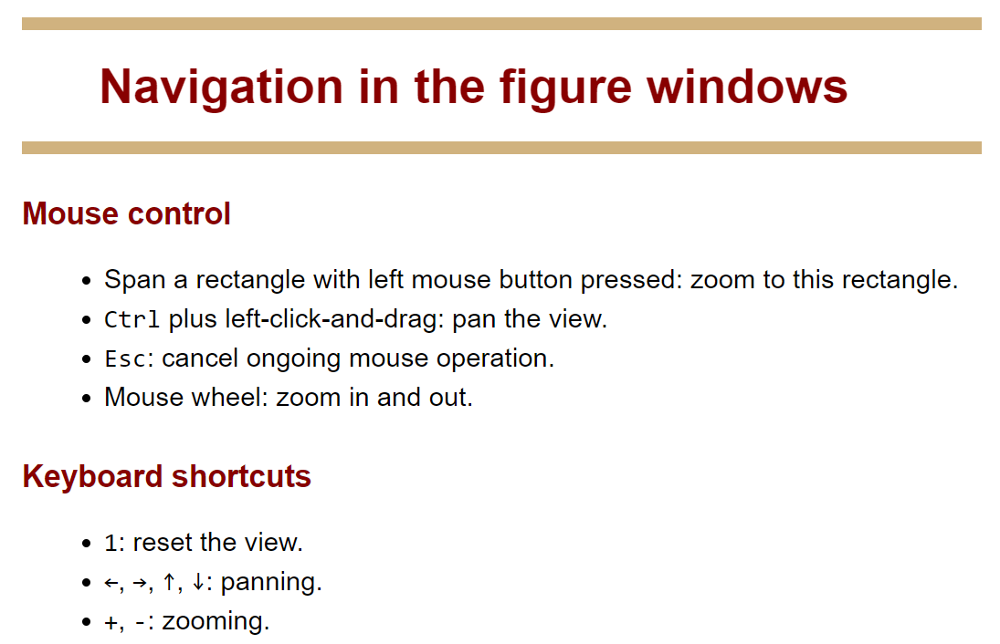 Navigation in the figure windows
Mouse control
• Span a rectangle with left mouse button pressed: zoom to this rectangle.
• Ctrl plus left-click-and-drag: pan the view.
• Esc: cancel ongoing mouse operation.
• Mouse wheel: zoom in and out.
Keyboard shortcuts
• 1: reset the view.
• ←, →, ↑, ↓: panning.
• +, -: zooming.